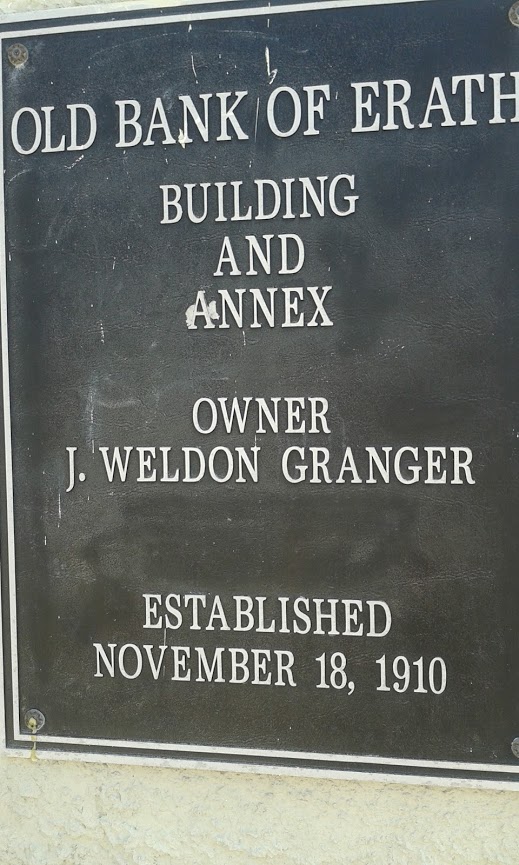 OLD BANK OF ERATH
BUILDING
AND
ANNEX
OWNER
J. WELDON GRANGER
ESTABLISHED
NOVEMBER 18, 1910